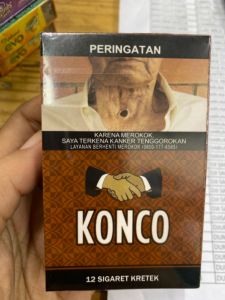 PERINGATAN
KARENA MEROKOK,
SAYA TERKENA KANKER TENGGOROKAN
LAYANAN BERHENTI MEROKOK (0800-177-6565)
KONCO
12 SIGARET KRETEK